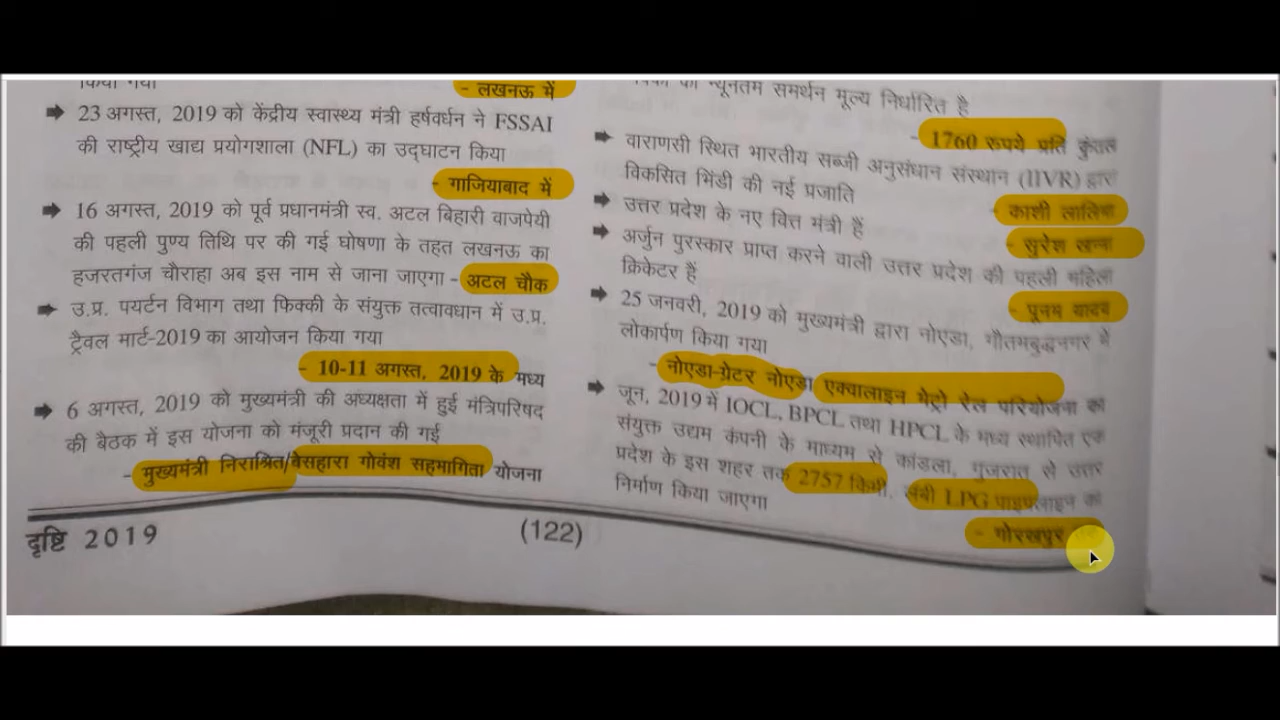 किया गया
- लखनऊ में
23 अगस्त, 2019 को केंद्रीय स्वास्थ्य मंत्री हर्षवर्धन ने FSSAI
की राष्ट्रीय खाद्य प्रयोगशाला (NFL) का उद्घाटन किया
- गाजियाबाद में
16 अगस्त, 2019 को पूर्व प्रधानमंत्री स्व. अटल बिहारी वाजपेयी
की पहली पुण्य तिथि पर की गई घोषणा के तहत लखनऊ का
हजरतगंज चौराहा अब इस नाम से जाना जाएगा - अटल चौक
उ.प्र. पयर्टन विभाग तथा फिक्की के संयुक्त तत्वावधान में उ.प्र.
ट्रैवल मार्ट-2019 का आयोजन किया गया
- 10-11 अगस्त, 2019 के मध्य
6 अगस्त, 2019 को मुख्यमंत्री की अध्यक्षता में हुई मंत्रिपरिषद
की बैठक में इस योजना को मंजूरी प्रदान की गई
- मुख्यमंत्री निराश्रित/बेसहारा गोवंश सहभागिता योजना
का न्यूनतम समर्थन मूल्य निर्धारित है
- 1760 रुपये प्रति कुंतल
वाराणसी स्थित भारतीय सब्जी अनुसंधान संस्थान (IIVR) द्वारा
विकसित भिंडी की नई प्रजाति
- काशी लालिमा
उत्तर प्रदेश के नए वित्त मंत्री हैं
- सुरेश खन्ना
अर्जुन पुरस्कार प्राप्त करने वाली उत्तर प्रदेश की पहली महिला
क्रिकेटर हैं
- पूनम यादव
25 जनवरी, 2019 को मुख्यमंत्री द्वारा नोएडा, गौतमबुद्धनगर में
लोकार्पण किया गया
- नोएडा-ग्रेटर नोएडा एक्वालाइन मेट्रो रेल परियोजना का
जून, 2019 में IOCL, BPCL तथा HPCL के मध्य स्थापित एक
संयुक्त उद्यम कंपनी के माध्यम से कांडला, गुजरात से उत्तर
प्रदेश के इस शहर तक 2757 किमी. लंबी LPG पाइपलाइन का
निर्माण किया जाएगा
- गोरखपुर
दृष्टि 2019
(122)